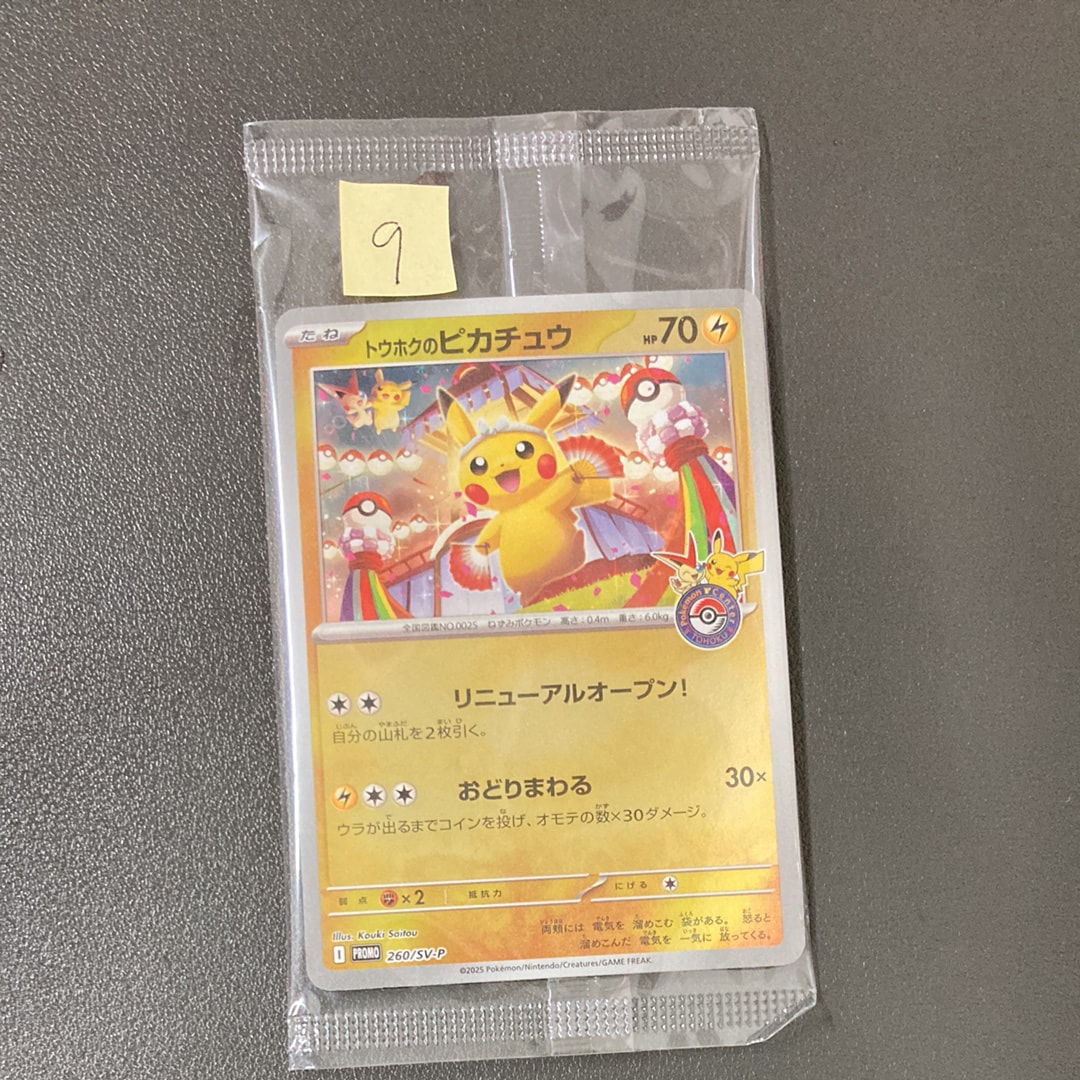 9
たね
トウホクのピカチュウ
HP 70
Pokémon Center
TOHOKU
全国図鑑NO.0025 ねずみポケモン 高さ:0.4m 重さ:6.0kg
リニューアルオープン!
自分の山札を2枚引く。
おどりまわる 30×
ウラが出るまでコインを投げ、オモテの数×30ダメージ。
弱点 ×2 抵抗力 にげる
Illus. Kouki Saitou
両頬には 電気を 溜めこむ 袋がある。 怒ると
溜めこんだ 電気を 一気に 放ってくる。
I PROMO 260/SV-P
©2025 Pokémon/Nintendo/Creatures/GAME FREAK.